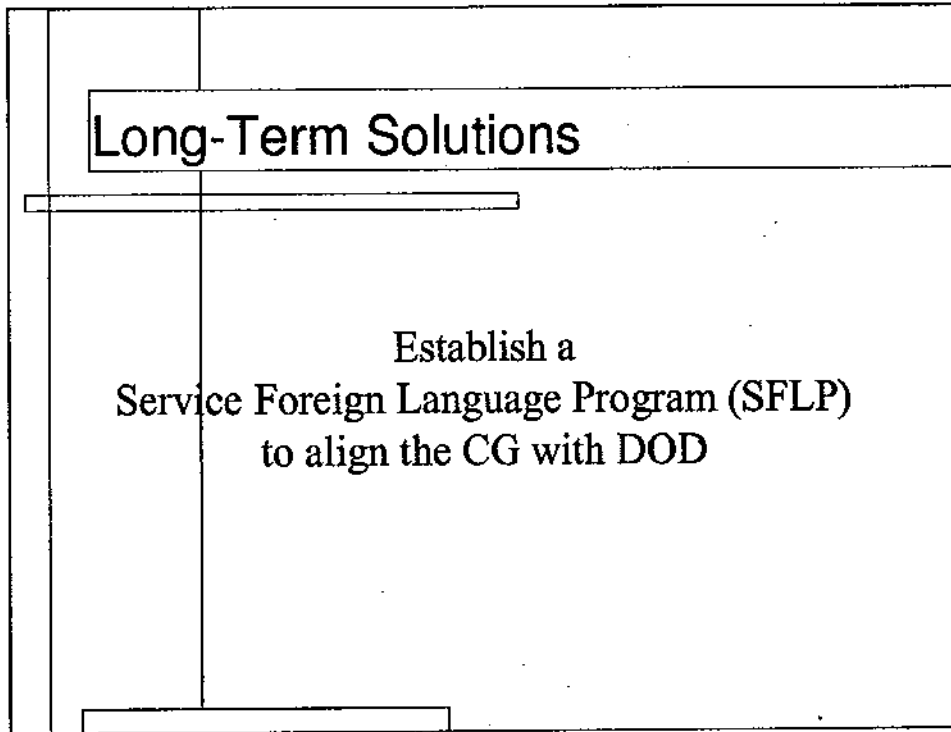 Long-Term Solutions
Establish a
Service Foreign Language Program (SFLP)
to align the CG with DOD